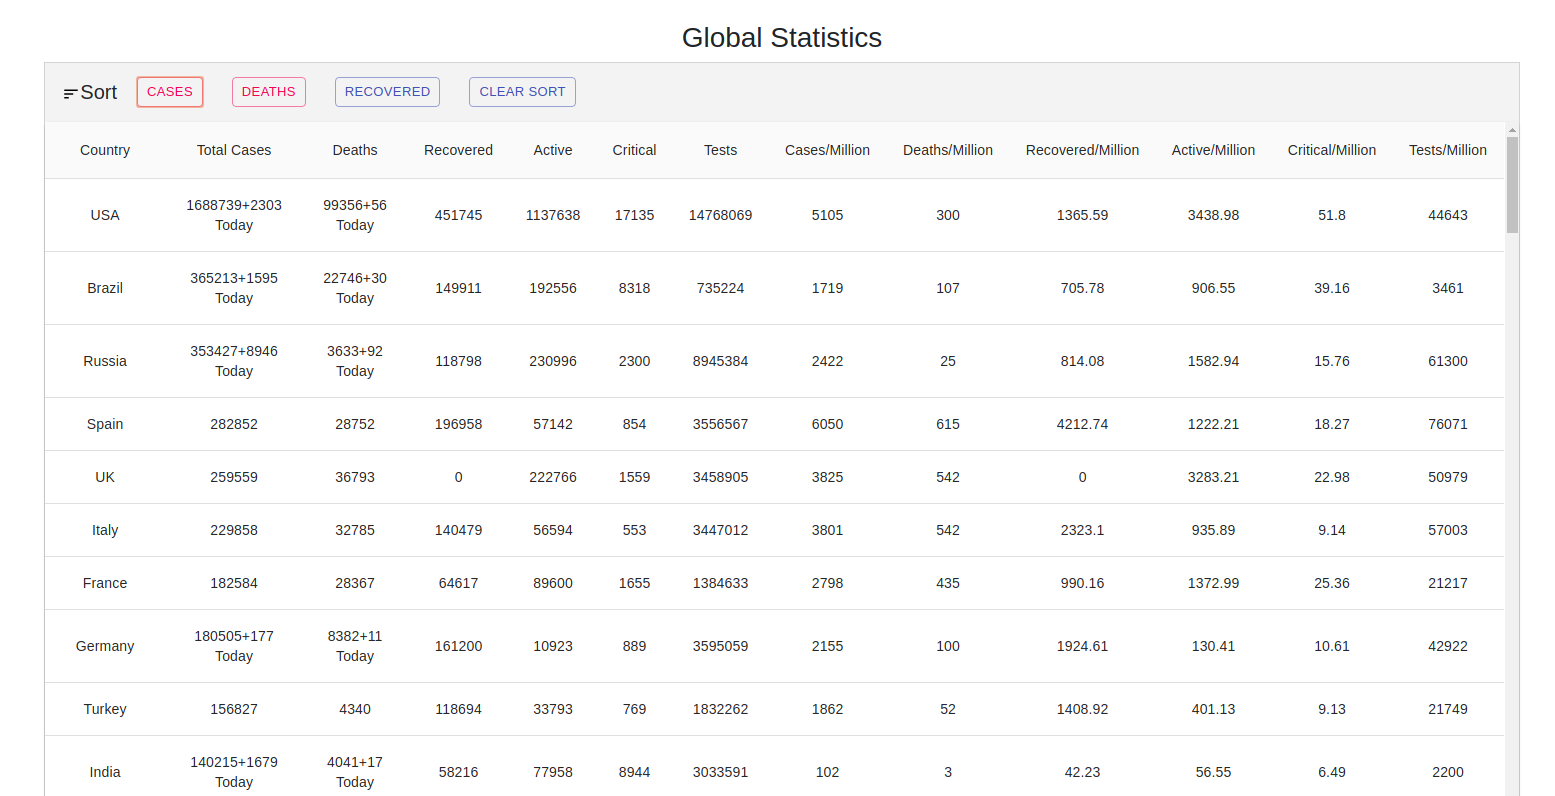 Global Statistics
Sort CASES DEATHS RECOVERED CLEAR SORT
Country Total Cases Deaths Recovered Active Critical Tests Cases/Million Deaths/Million Recovered/Million Active/Million Critical/Million Tests/Million
USA 1688739+2303 Today 99356+56 Today 451745 1137638 17135 14768069 5105 300 1365.59 3438.98 51.8 44643
Brazil 365213+1595 Today 22746+30 Today 149911 192556 8318 735224 1719 107 705.78 906.55 39.16 3461
Russia 353427+8946 Today 3633+92 Today 118798 230996 2300 8945384 2422 25 814.08 1582.94 15.76 61300
Spain 282852 28752 196958 57142 854 3556567 6050 615 4212.74 1222.21 18.27 76071
UK 259559 36793 0 222766 1559 3458905 3825 542 0 3283.21 22.98 50979
Italy 229858 32785 140479 56594 553 3447012 3801 542 2323.1 935.89 9.14 57003
France 182584 28367 64617 89600 1655 1384633 2798 435 990.16 1372.99 25.36 21217
Germany 180505+177 Today 8382+11 Today 161200 10923 889 3595059 2155 100 1924.61 130.41 10.61 42922
Turkey 156827 4340 118694 33793 769 1832262 1862 52 1408.92 401.13 9.13 21749
India 140215+1679 Today 4041+17 Today 58216 77958 8944 3033591 102 3 42.23 56.55 6.49 2200